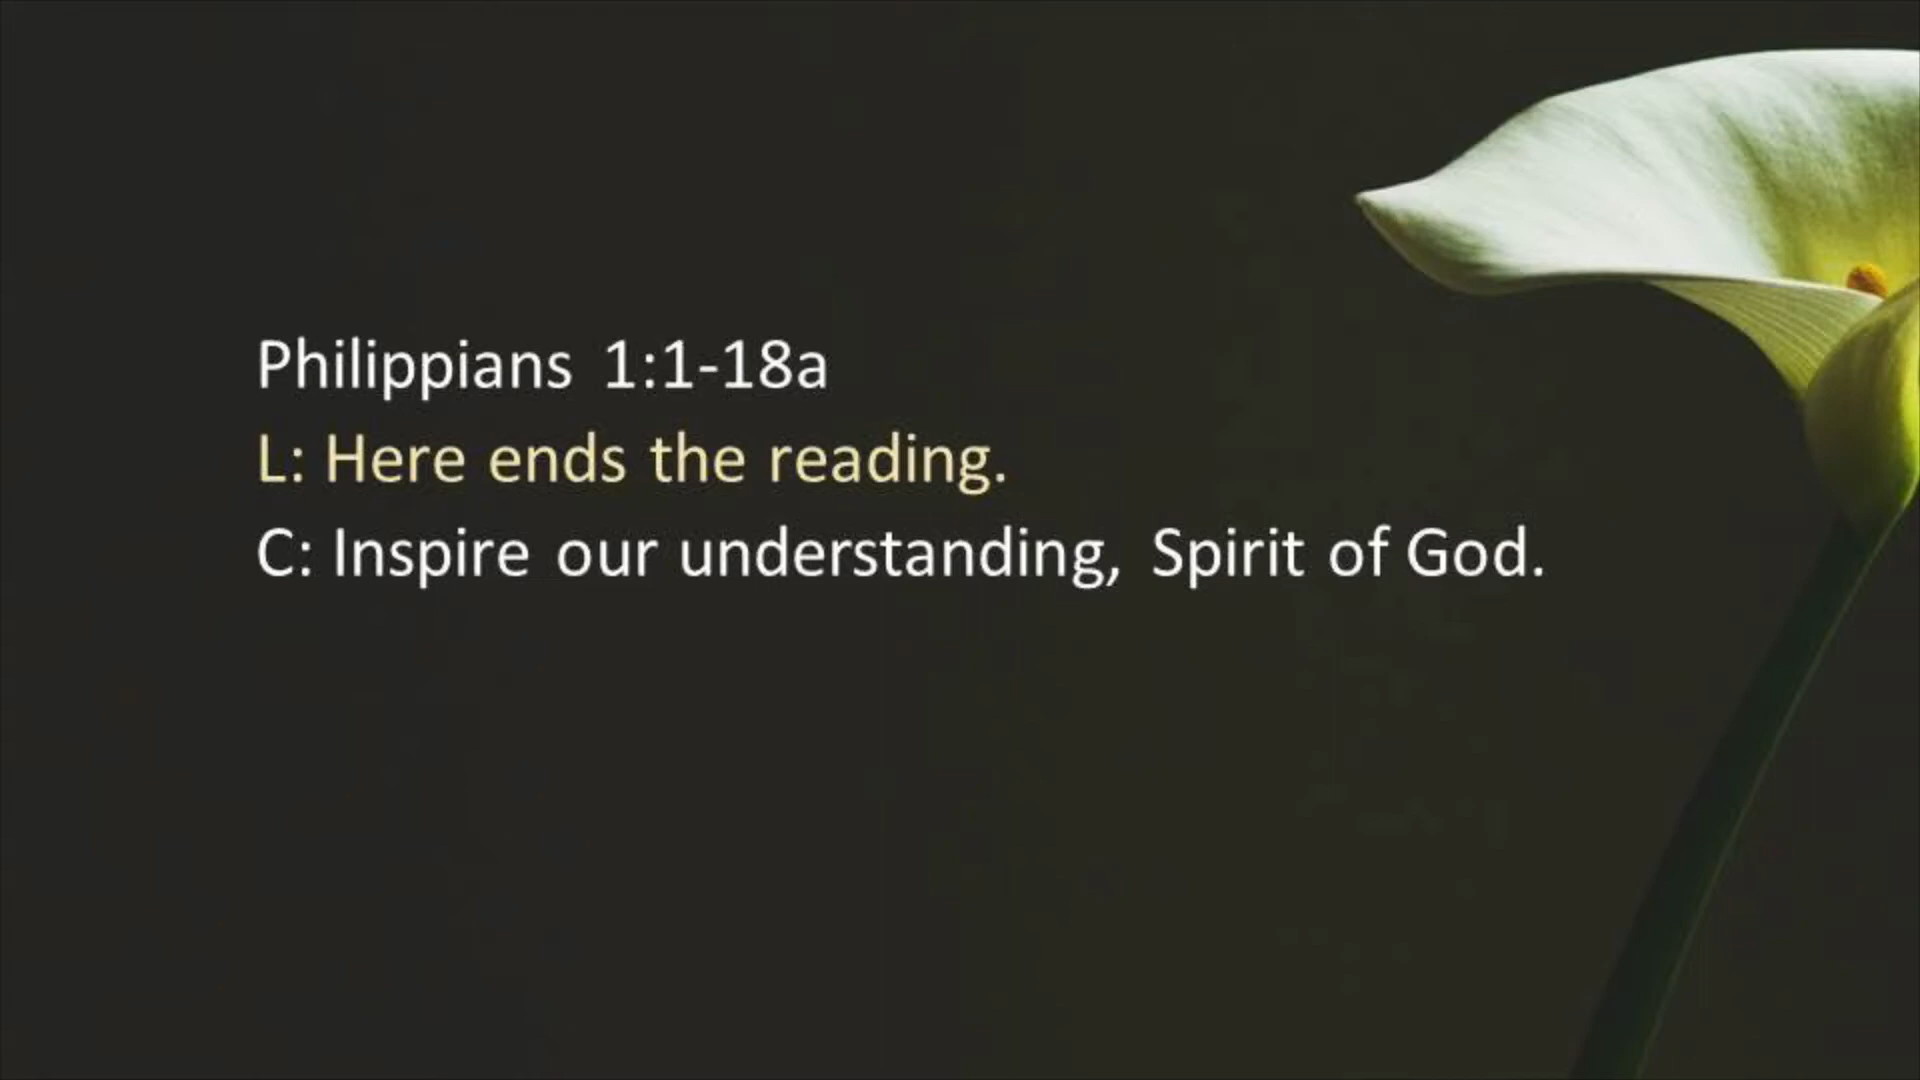 Philippians 1:1-18a
L: Here ends the reading.
C: Inspire our understanding, Spirit of God.